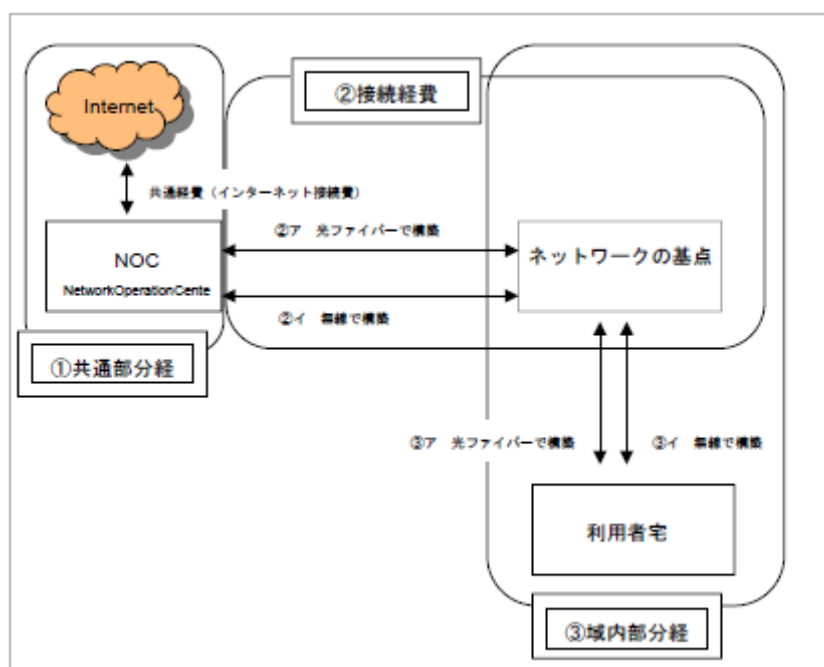 ②接続経費
Internet
共通経費（インターネット接続費）
②ア 光ファイバーで構築
NOC
NetworkOperationCente
ネットワークの基点
②イ 無線で構築
①共通部分経
③ア 光ファイバーで構築
③イ 無線で構築
利用者宅
③域内部分経